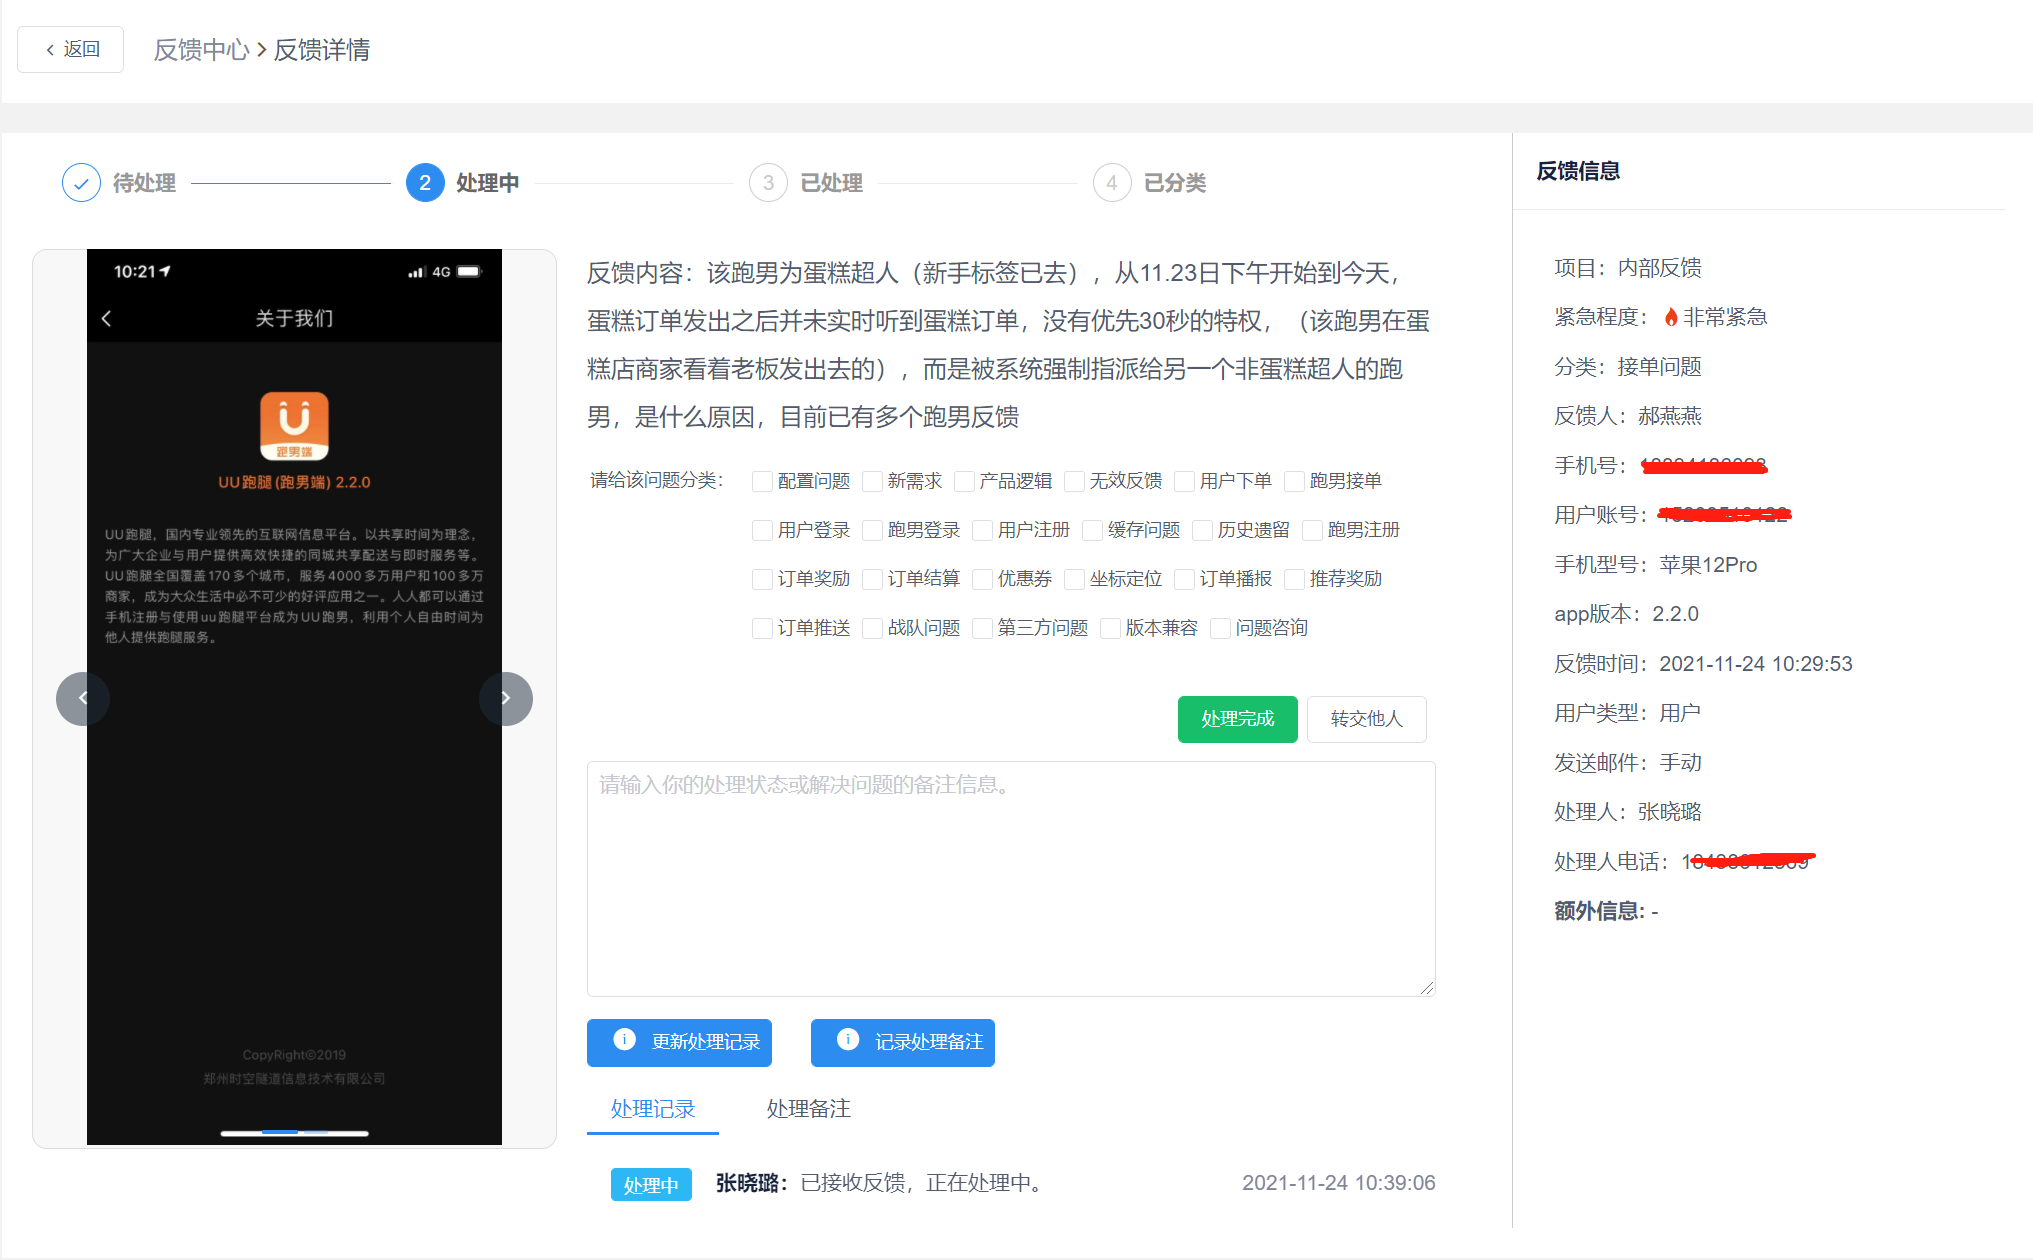 返回
反馈中心 > 反馈详情
待处理
2 处理中
3 已处理
4 已分类
10:21
4G
关于我们
跑男端
UU跑腿(跑男端) 2.2.0
UU跑腿，国内专业领先的互联网信息平台。以共享时间为理念，
为广大企业与用户提供高效快捷的同城共享配送与即时服务等。
UU跑腿全国覆盖170多个城市，服务4000多万用户和100多万
商家，成为大众生活中必不可少的好评应用之一。人人都可以通过
手机注册与使用uu跑腿平台成为UU跑男，利用个人自由时间为
他人提供跑腿服务。
CopyRight©2019
郑州时空隧道信息技术有限公司
反馈内容：该跑男为蛋糕超人（新手标签已去），从11.23日下午开始到今天，
蛋糕订单发出之后并未实时听到蛋糕订单，没有优先30秒的特权，（该跑男在蛋
糕店商家看着老板发出去的），而是被系统强制指派给另一个非蛋糕超人的跑
男，是什么原因，目前已有多个跑男反馈
请给该问题分类： 配置问题 新需求 产品逻辑 无效反馈 用户下单 跑男接单
用户登录 跑男登录 用户注册 缓存问题 历史遗留 跑男注册
订单奖励 订单结算 优惠券 坐标定位 订单播报 推荐奖励
订单推送 战队问题 第三方问题 版本兼容 问题咨询
处理完成 转交他人
请输入你的处理状态或解决问题的备注信息。
更新处理记录 记录处理备注
处理记录 处理备注
处理中 张晓璐：已接收反馈，正在处理中。 2021-11-24 10:39:06
反馈信息
项目：内部反馈
紧急程度：非常紧急
分类：接单问题
反馈人：郝燕燕
手机号：
用户账号：
手机型号：苹果12Pro
app版本：2.2.0
反馈时间：2021-11-24 10:29:53
用户类型：用户
发送邮件：手动
处理人：张晓璐
处理人电话：
额外信息: -